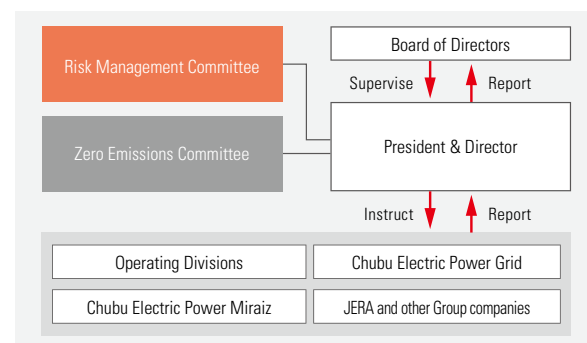 Risk Management Committee
Board of Directors
Supervise
Report
Zero Emissions Committee
President & Director
Instruct
Report
Operating Divisions
Chubu Electric Power Grid
Chubu Electric Power Miraiz
JERA and other Group companies